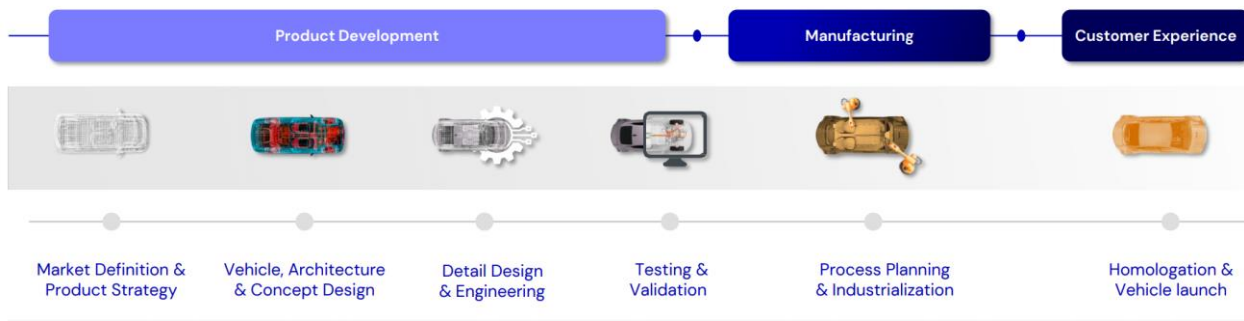 Product Development
Manufacturing
Customer Experience
Market Definition &
Product Strategy
Vehicle, Architecture
& Concept Design
Detail Design
& Engineering
Testing &
Validation
Process Planning
& Industrialization
Homologation &
Vehicle launch